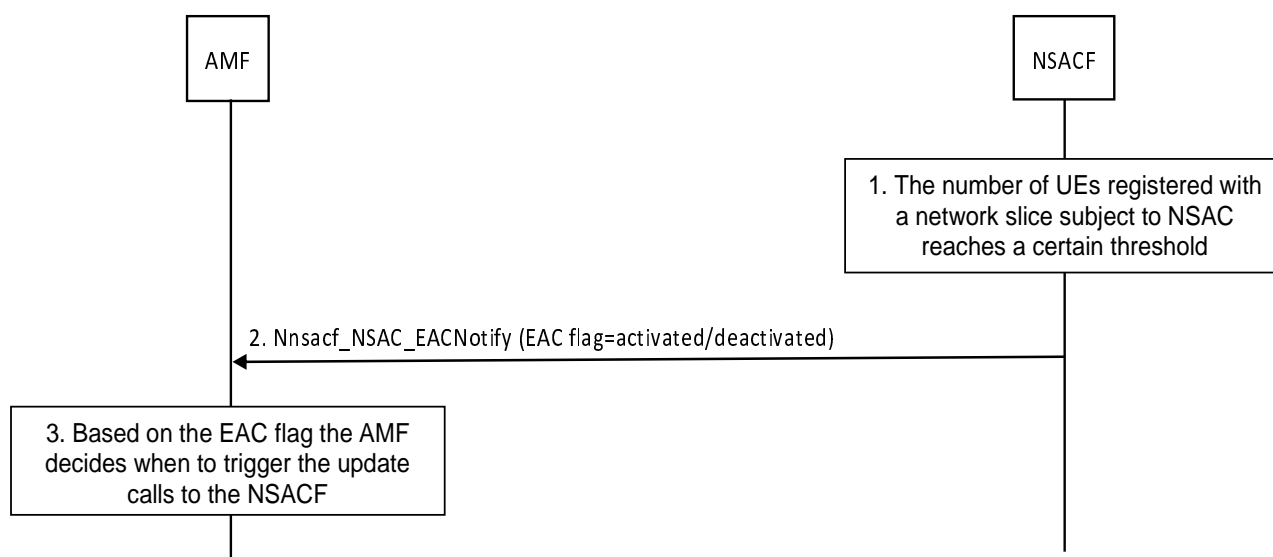 AMF
NSACF
1. The number of UEs registered with
a network slice subject to NSAC
reaches a certain threshold
2. Nnsacf_NSAC_EACNotify (EAC flag=activated/deactivated)
3. Based on the EAC flag the AMF
decides when to trigger the update
calls to the NSACF